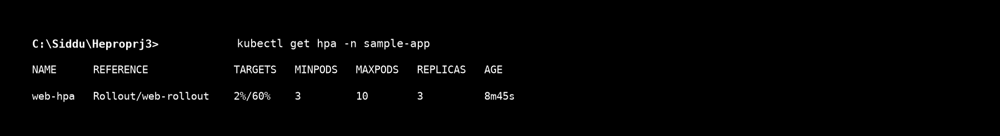 C:\Siddu\Heproprj3> kubectl get hpa -n sample-app
NAME REFERENCE TARGETS MINPODS MAXPODS REPLICAS AGE
web-hpa Rollout/web-rollout 2%/60% 3 10 3 8m45s